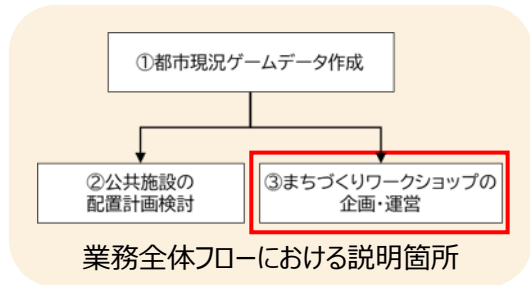 ①都市現況ゲームデータ作成
②公共施設の
配置計画検討
③まちづくりワークショップの
企画・運営
業務全体フローにおける説明箇所